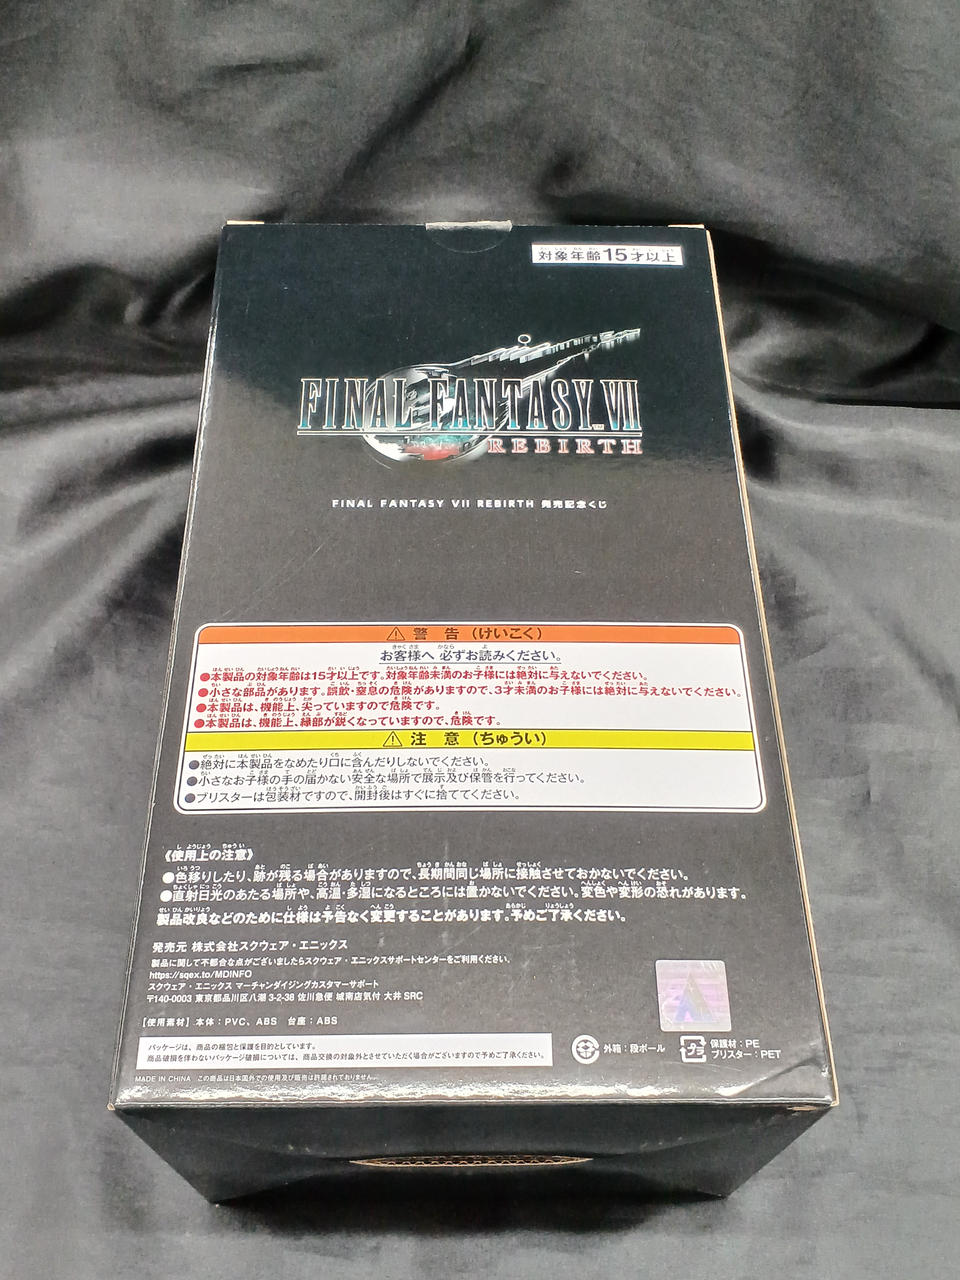 対象年齢15才以上
FINAL FANTASY VII
REBIRTH
FINAL FANTASY VII REBIRTH 発売記念くじ
⚠ 警告（けいこく）
お客様へ 必ずお読みください。
●本製品の対象年齢は15才以上です。対象年齢未満のお子様には絶対に与えないでください。
●小さな部品があります。誤飲・窒息の危険がありますので、3才未満のお子様には絶対に与えないでください。
●本製品は、機能上、尖っていますので危険です。
●本製品は、機能上、縁部が鋭くなっていますので、危険です。
⚠ 注意（ちゅうい）
●絶対に本製品をなめたり口に含んだりしないでください。
●小さなお子様の手の届かない安全な場所で展示及び保管を行ってください。
●ブリスターは包装材ですので、開封後はすぐに捨ててください。
《使用上の注意》
●色移りしたり、跡が残る場合がありますので、長期間同じ場所に接触させておかないでください。
●直射日光のあたる場所や、高温・多湿になるところには置かないでください。変色や変形の恐れがあります。
製品改良などのために仕様は予告なく変更することがあります。予めご了承ください。
発売元 株式会社スクウェア・エニックス
製品に関して不都合な点がございましたらスクウェア・エニックスサポートセンターをご利用ください。
https://sqex.to/MDINFO
スクウェア・エニックス マーチャンダイジングカスタマーサポート
〒140-0003 東京都品川区八潮 3-2-38 佐川急便 城南店気付 大井 SRC
【使用素材】本体：PVC、ABS 台座：ABS
パッケージは、商品の梱包と保護を目的としています。
商品破損を伴わないパッケージ破損については、商品交換の対象外とさせていただく場合がございますので予めご了承ください。
外箱：段ボール
プラ
保護材：PE
ブリスター：PET
MADE IN CHINA この商品は日本国外での使用及び販売は許諾されておりません。